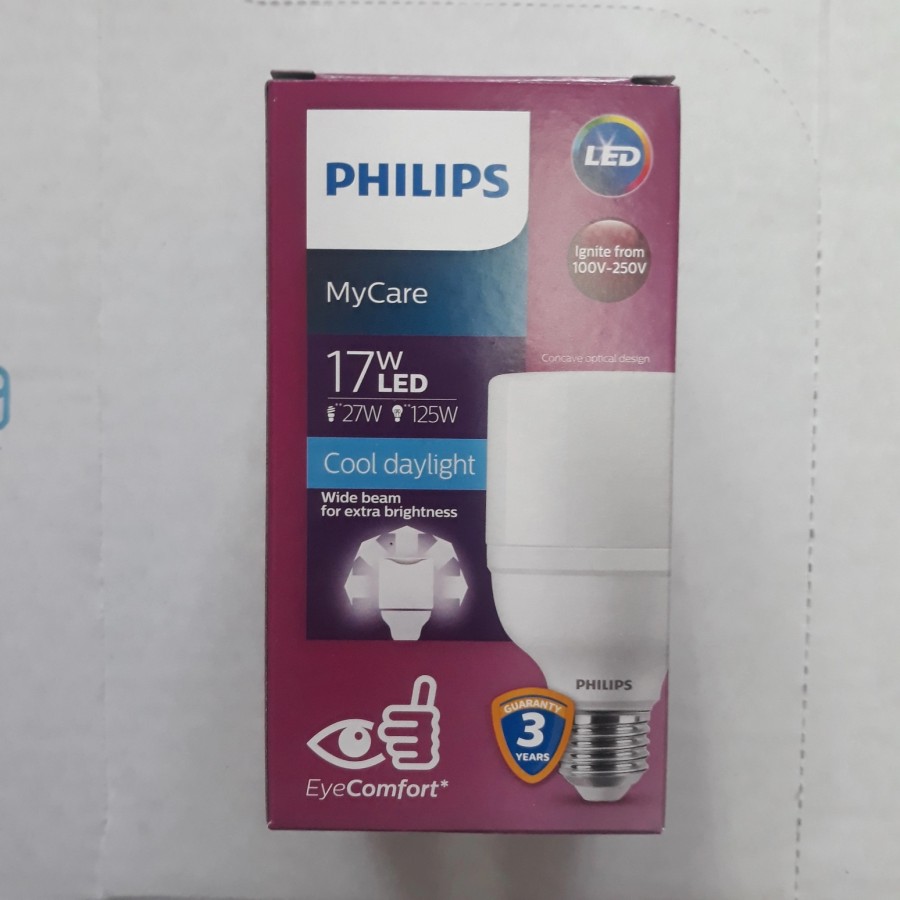 PHILIPS
LED
Ignite from
100V-250V
MyCare
17W
LED
**27W **125W
Concave optical design
Cool daylight
Wide beam
for extra brightness
PHILIPS
GUARANTY
3
YEARS
EyeComfort*